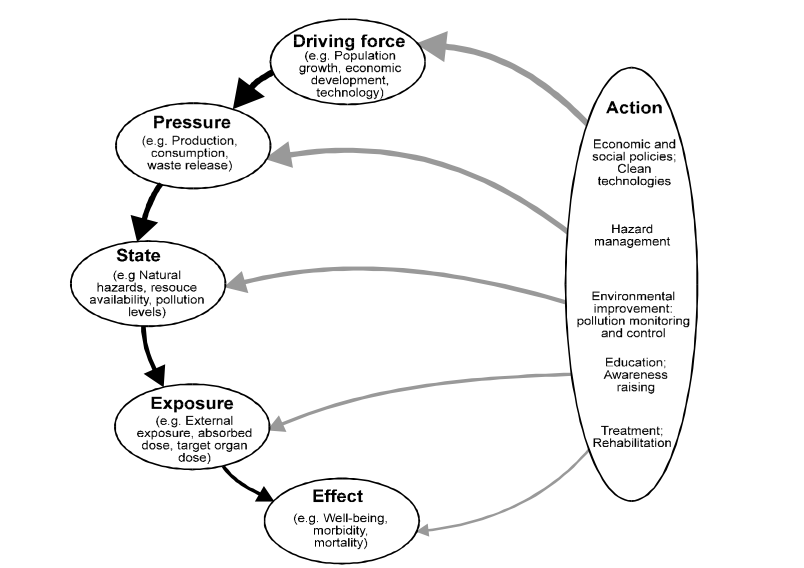 Driving force
(e.g. Population
growth, economic
development,
technology)
Pressure
(e.g. Production,
consumption,
waste release)
State
(e.g Natural
hazards, resouce
availability, pollution
levels)
Exposure
(e.g. External
exposure, absorbed
dose, target organ
dose)
Effect
(e.g. Well-being,
morbidity,
mortality)
Action
Economic and
social policies;
Clean
technologies
Hazard
management
Environmental
improvement:
pollution monitoring
and control
Education;
Awareness
raising
Treatment;
Rehabilitation